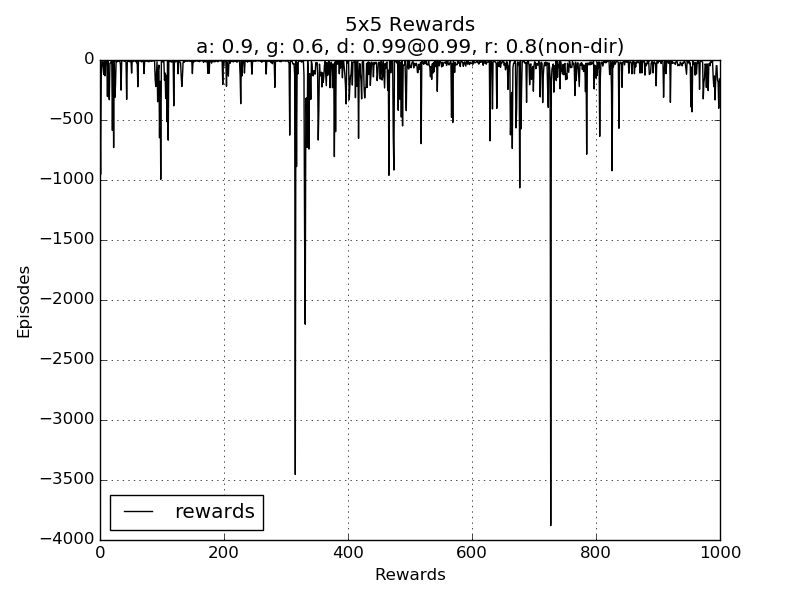 5x5 Rewards
a: 0.9, g: 0.6, d: 0.99@0.99, r: 0.8(non-dir)
0
−500
−1000
−1500
−2000
−2500
−3000
−3500
−4000
Episodes
rewards
0 200 400 600 800 1000
Rewards